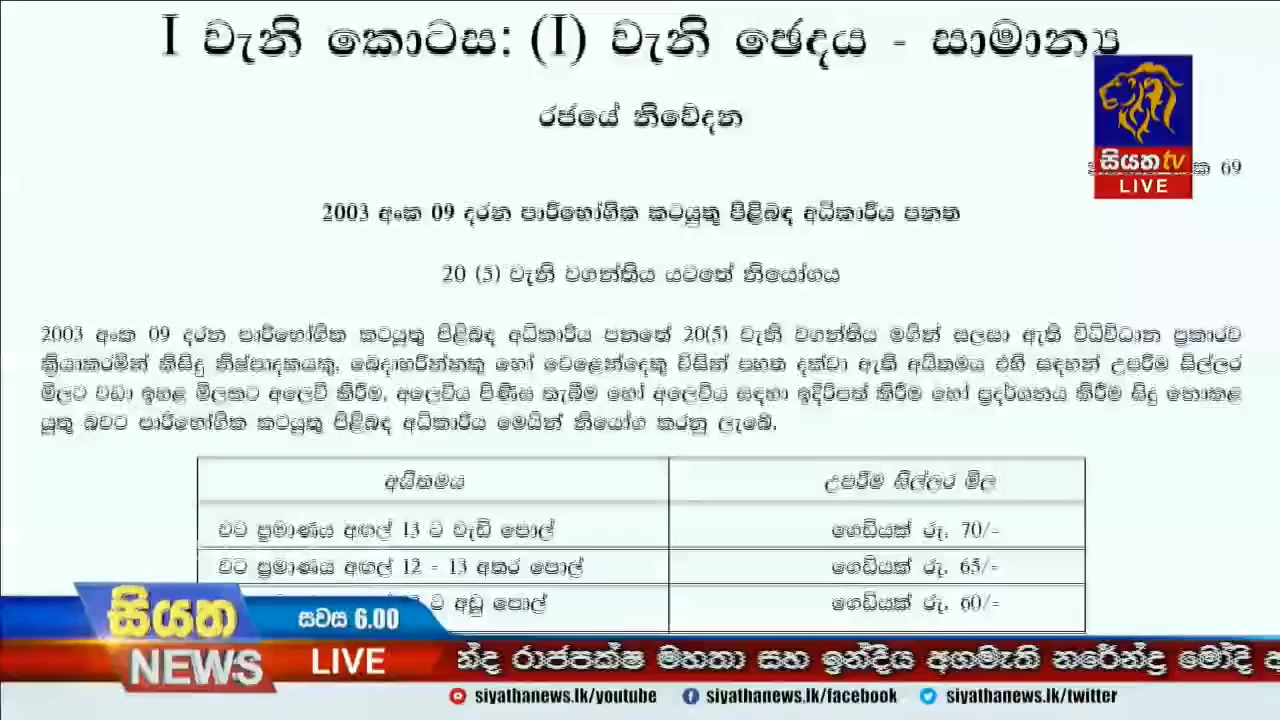 I වැනි කොටස: (I) වැනි ඡෙදය - සාමාන්‍ය
රජයේ නිවේදන
සියත tv
LIVE
69
2003 අංක 09 දරන පාරිභෝගික කටයුතු පිළිබඳ අධිකාරිය පනත
20 (5) වැනි වගන්තිය යටතේ නියෝගය
2003 අංක 09 දරන පාරිභෝගික කටයුතු පිළිබඳ අධිකාරිය පනතේ 20(5) වැනි වගන්තිය මගින් සලසා ඇති විධිවිධාන ප්‍රකාරව
ක්‍රියාකරමින් කිසිදු නිෂ්පාදකයකු, බෙදාහරින්නකු හෝ වෙළෙන්දෙකු විසින් පහත දක්වා ඇති අයිතමය එහි සඳහන් උපරිම සිල්ලර
මිලට වඩා ඉහළ මිලකට අලෙවි කිරීම, අලෙවිය පිණිස තැබීම හෝ අලෙවිය සඳහා ඉදිරිපත් කිරීම හෝ ප්‍රදර්ශනය කිරීම සිදු නොකළ
යුතු බවට පාරිභෝගික කටයුතු පිළිබඳ අධිකාරිය මෙයින් නියෝග කරනු ලැබේ.
අයිතමය උපරිම සිල්ලර මිල
වට ප්‍රමාණය අඟල් 13 ට වැඩි පොල් ගෙඩියක් රු. 70/=
වට ප්‍රමාණය අඟල් 12 - 13 අතර පොල් ගෙඩියක් රු. 65/=
ට අඩු පොල් ගෙඩියක් රු. 60/=
සියත
NEWS
සවස 6.00
LIVE
න්ද රාජපක්ෂ මහතා සහ ඉන්දිය අගමැති නරේන්ද්‍ර මෝදි
siyathanews.lk/youtube siyathanews.lk/facebook siyathanews.lk/twitter